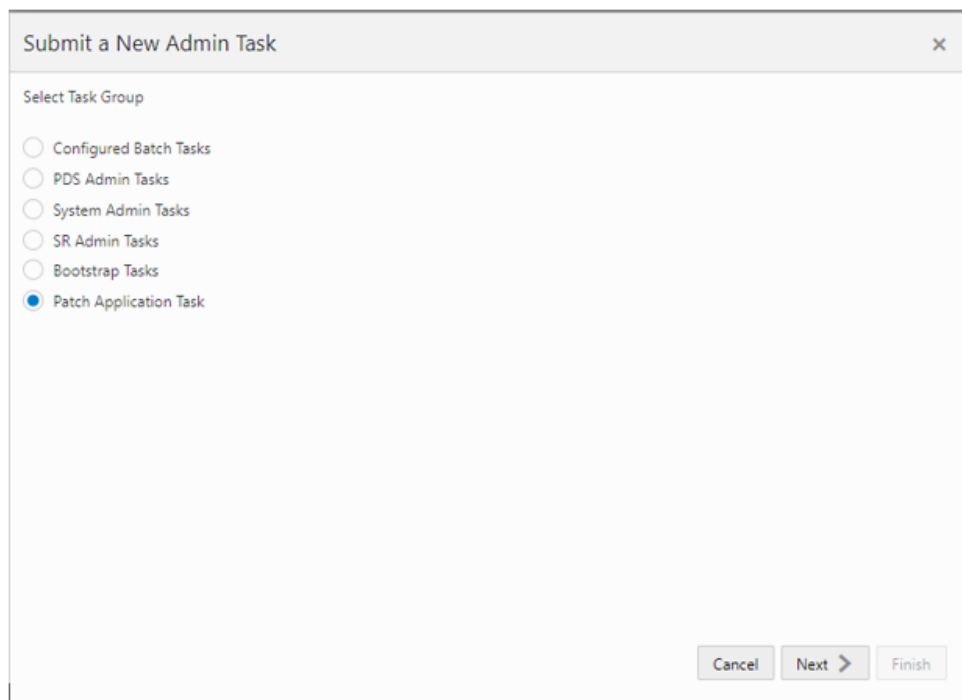 Submit a New Admin Task
Select Task Group
Configured Batch Tasks
PDS Admin Tasks
System Admin Tasks
SR Admin Tasks
Bootstrap Tasks
Patch Application Task
Cancel Next Finish